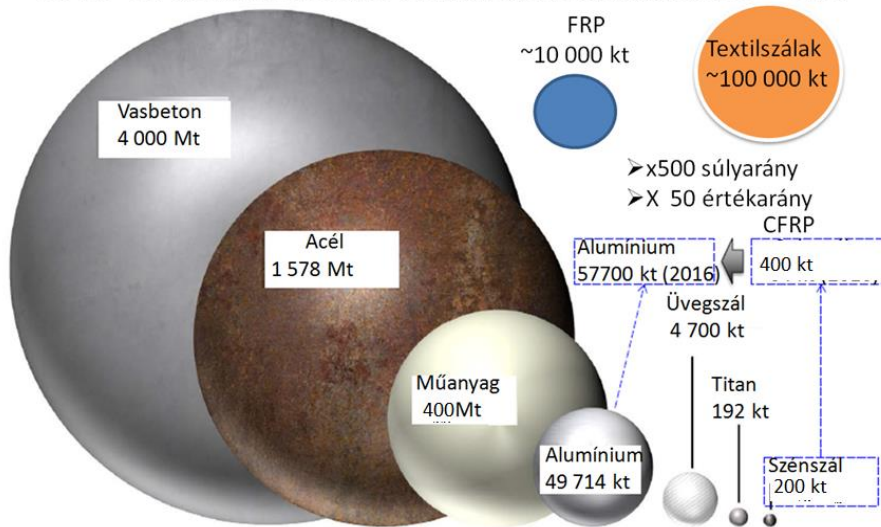 FRP
~10 000 kt
Textilszálak
~100 000 kt
Vasbeton
4 000 Mt
➢x500 súlyarány
➢X 50 értékarány
CFRP
Acél
1 578 Mt
Alumínium
57700 kt (2016)
400 kt
Üvegszál
4 700 kt
Műanyag
400Mt
Titan
192 kt
Alumínium
49 714 kt
Szénszál
200 kt